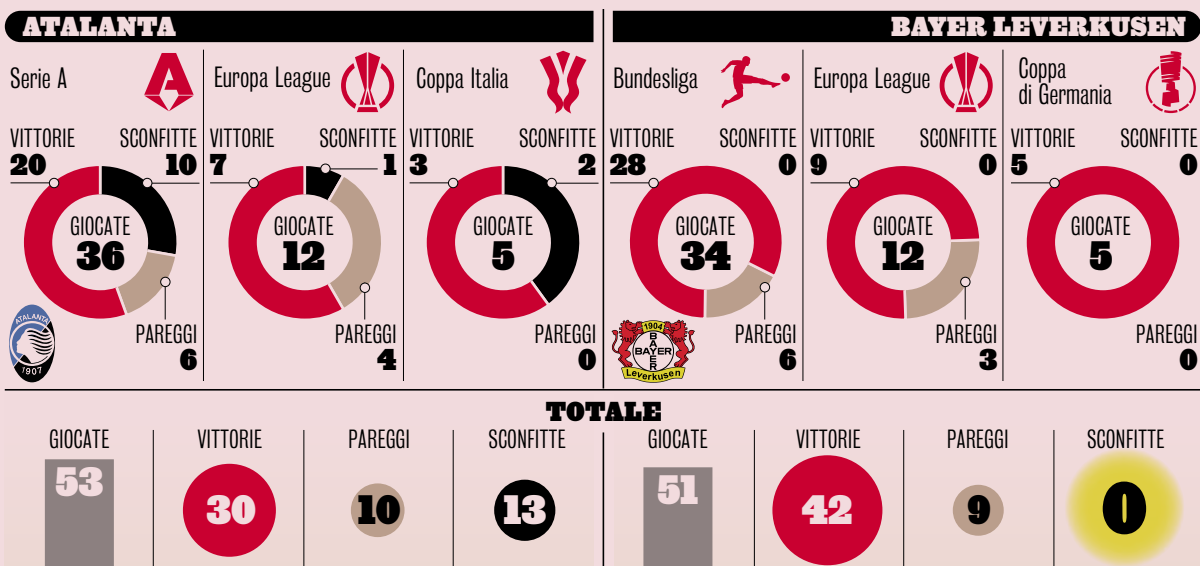 ATALANTA
Serie A
VITTORIE SCONFITTE
20 10
GIOCATE
36
PAREGGI
6
ATALANTA
1907
Europa League
VITTORIE SCONFITTE
7 1
GIOCATE
12
PAREGGI
4
Coppa Italia
VITTORIE SCONFITTE
3 2
GIOCATE
5
PAREGGI
0
BAYER LEVERKUSEN
Bundesliga
VITTORIE SCONFITTE
28 0
GIOCATE
34
PAREGGI
6
1904
BAYER
BAYER
Leverkusen
Europa League
VITTORIE SCONFITTE
9 0
GIOCATE
12
PAREGGI
3
Coppa
di Germania
VITTORIE SCONFITTE
5 0
GIOCATE
5
PAREGGI
0
TOTALE
GIOCATE VITTORIE PAREGGI SCONFITTE
53 30 10 13
GIOCATE VITTORIE PAREGGI SCONFITTE
51 42 9 0